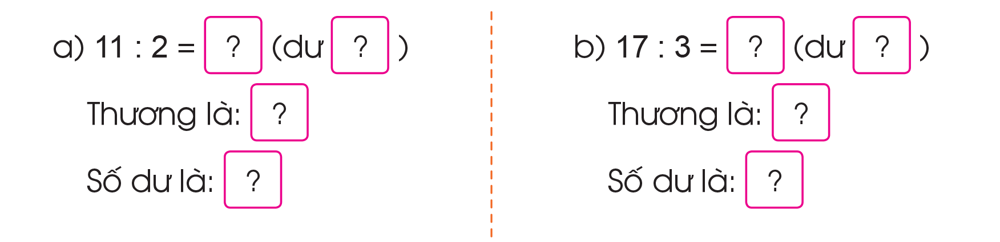 a) 11 : 2 = ? (dư ? )
Thương là: ?
Số dư là: ?
b) 17 : 3 = ? (dư ? )
Thương là: ?
Số dư là: ?